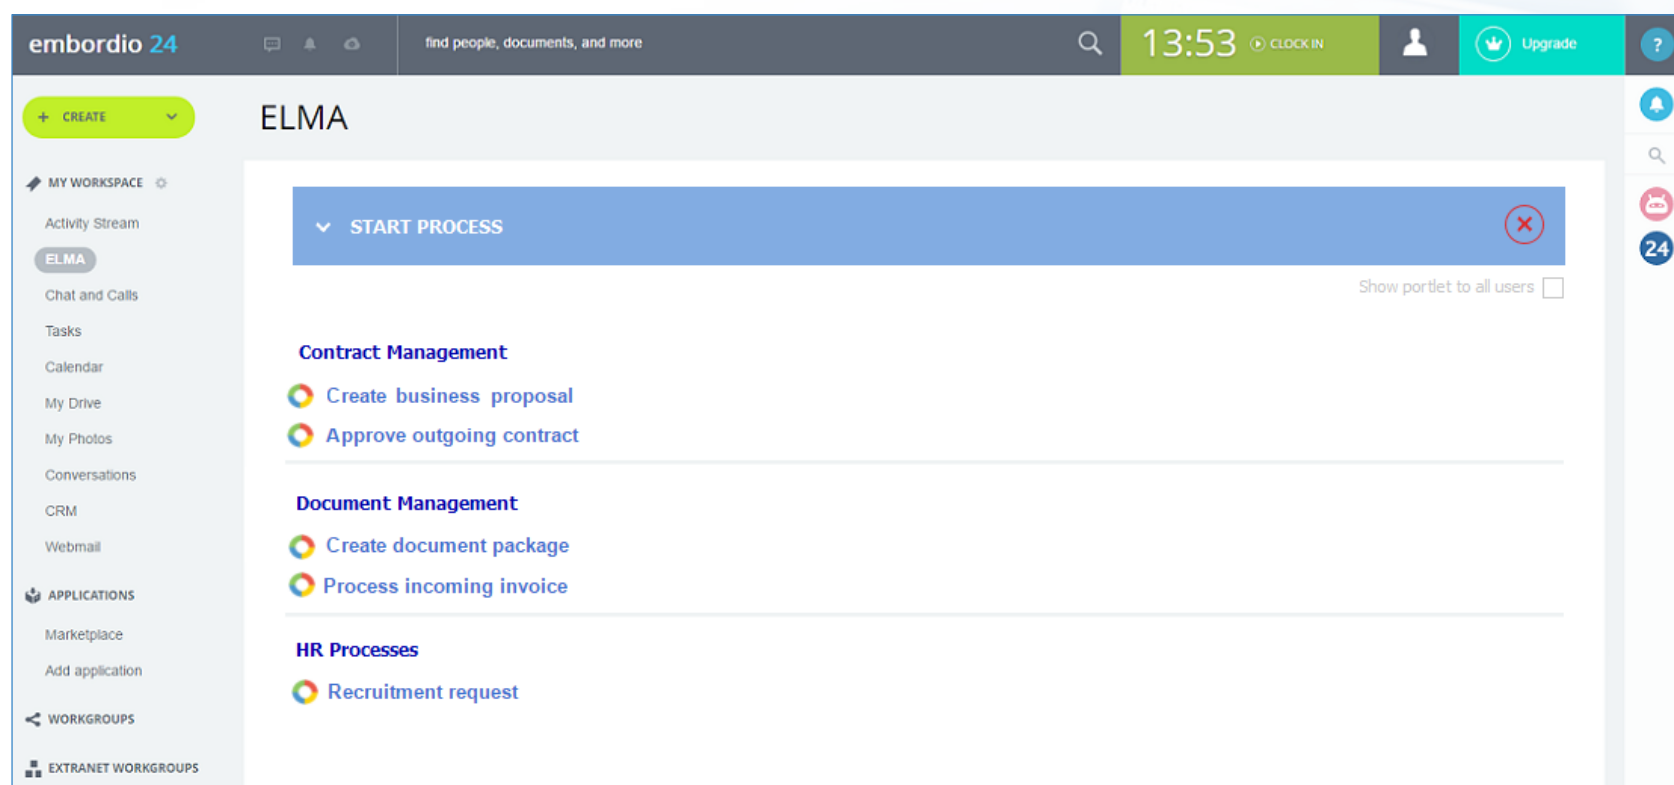 embordio 24
find people, documents, and more
13:53 CLOCK IN
Upgrade
?
+ CREATE
ELMA
MY WORKSPACE
Activity Stream
ELMA
Chat and Calls
Tasks
Calendar
My Drive
My Photos
Conversations
CRM
Webmail
APPLICATIONS
Marketplace
Add application
WORKGROUPS
EXTRANET WORKGROUPS
START PROCESS
Show portlet to all users
Contract Management
Create business proposal
Approve outgoing contract
Document Management
Create document package
Process incoming invoice
HR Processes
Recruitment request
24